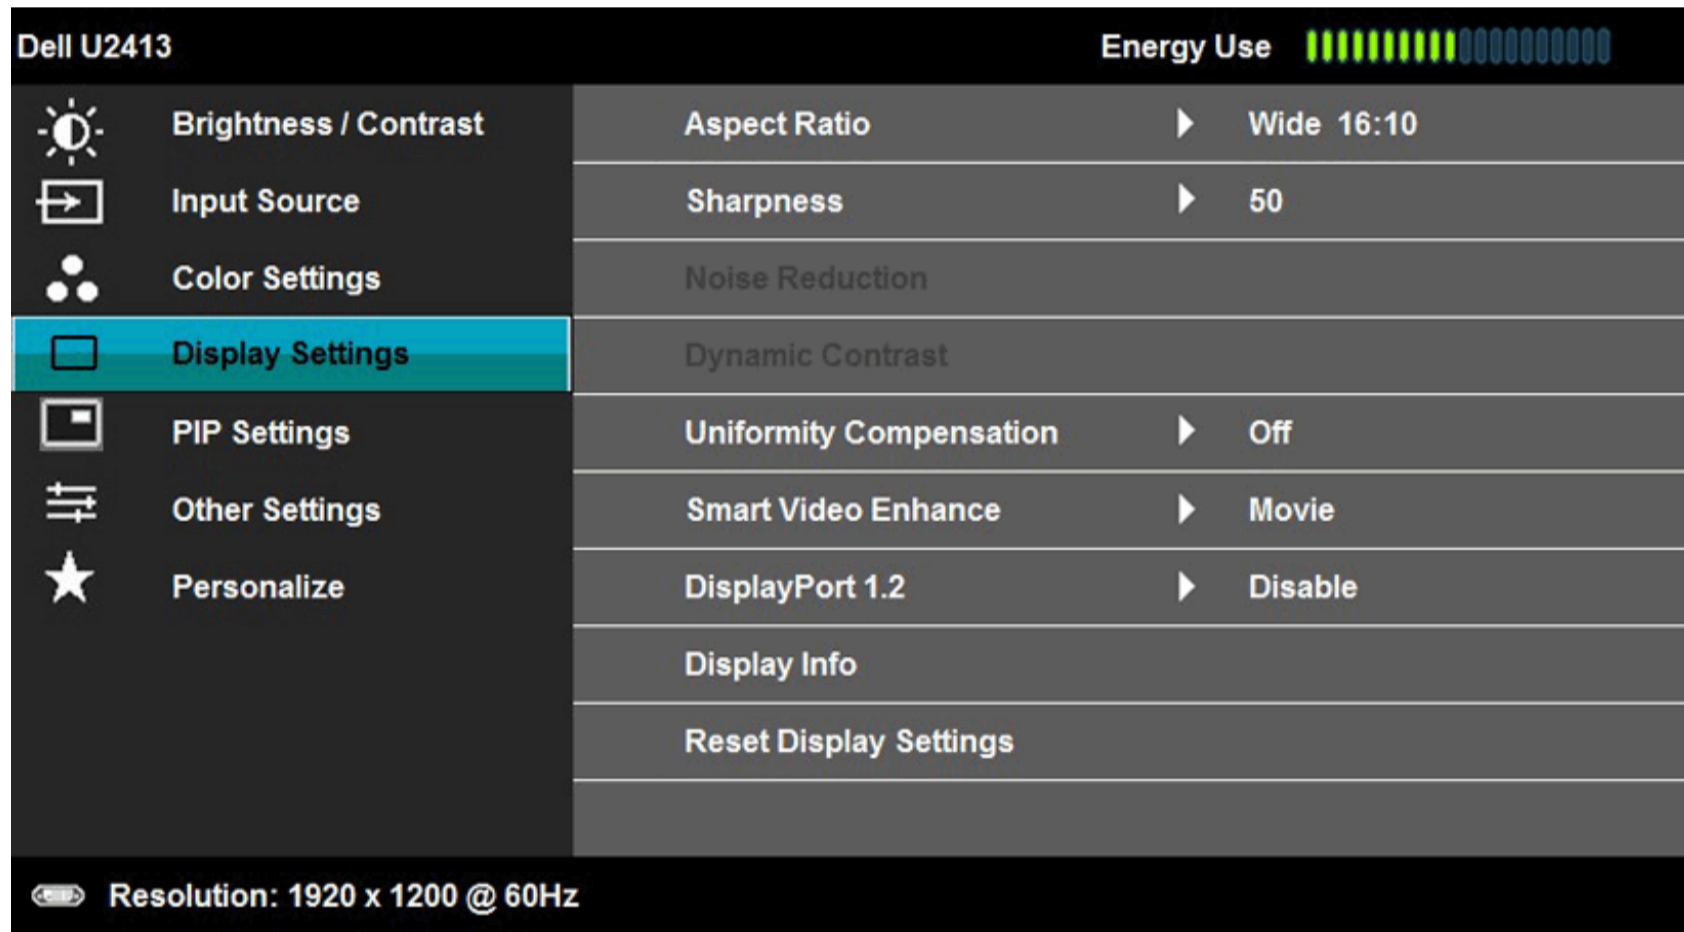 Dell U2413 Energy Use
Brightness / Contrast Aspect Ratio Wide 16:10
Input Source Sharpness 50
Color Settings Noise Reduction
Display Settings Dynamic Contrast
PIP Settings Uniformity Compensation Off
Other Settings Smart Video Enhance Movie
Personalize DisplayPort 1.2 Disable
Display Info
Reset Display Settings
Resolution: 1920 x 1200 @ 60Hz